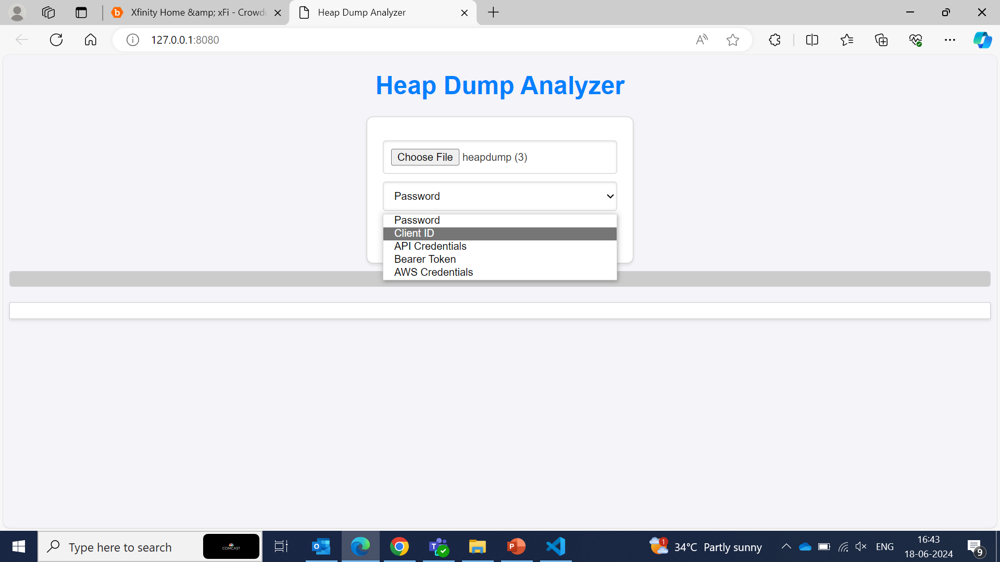 Xfinity Home &amp; xFi - Crowdc
Heap Dump Analyzer
127.0.0.1:8080
Heap Dump Analyzer
Choose File heapdump (3)
Password
Password
Client ID
API Credentials
Bearer Token
AWS Credentials
Type here to search
COMCAST
1
34°C Partly sunny
ENG
16:43
18-06-2024
9